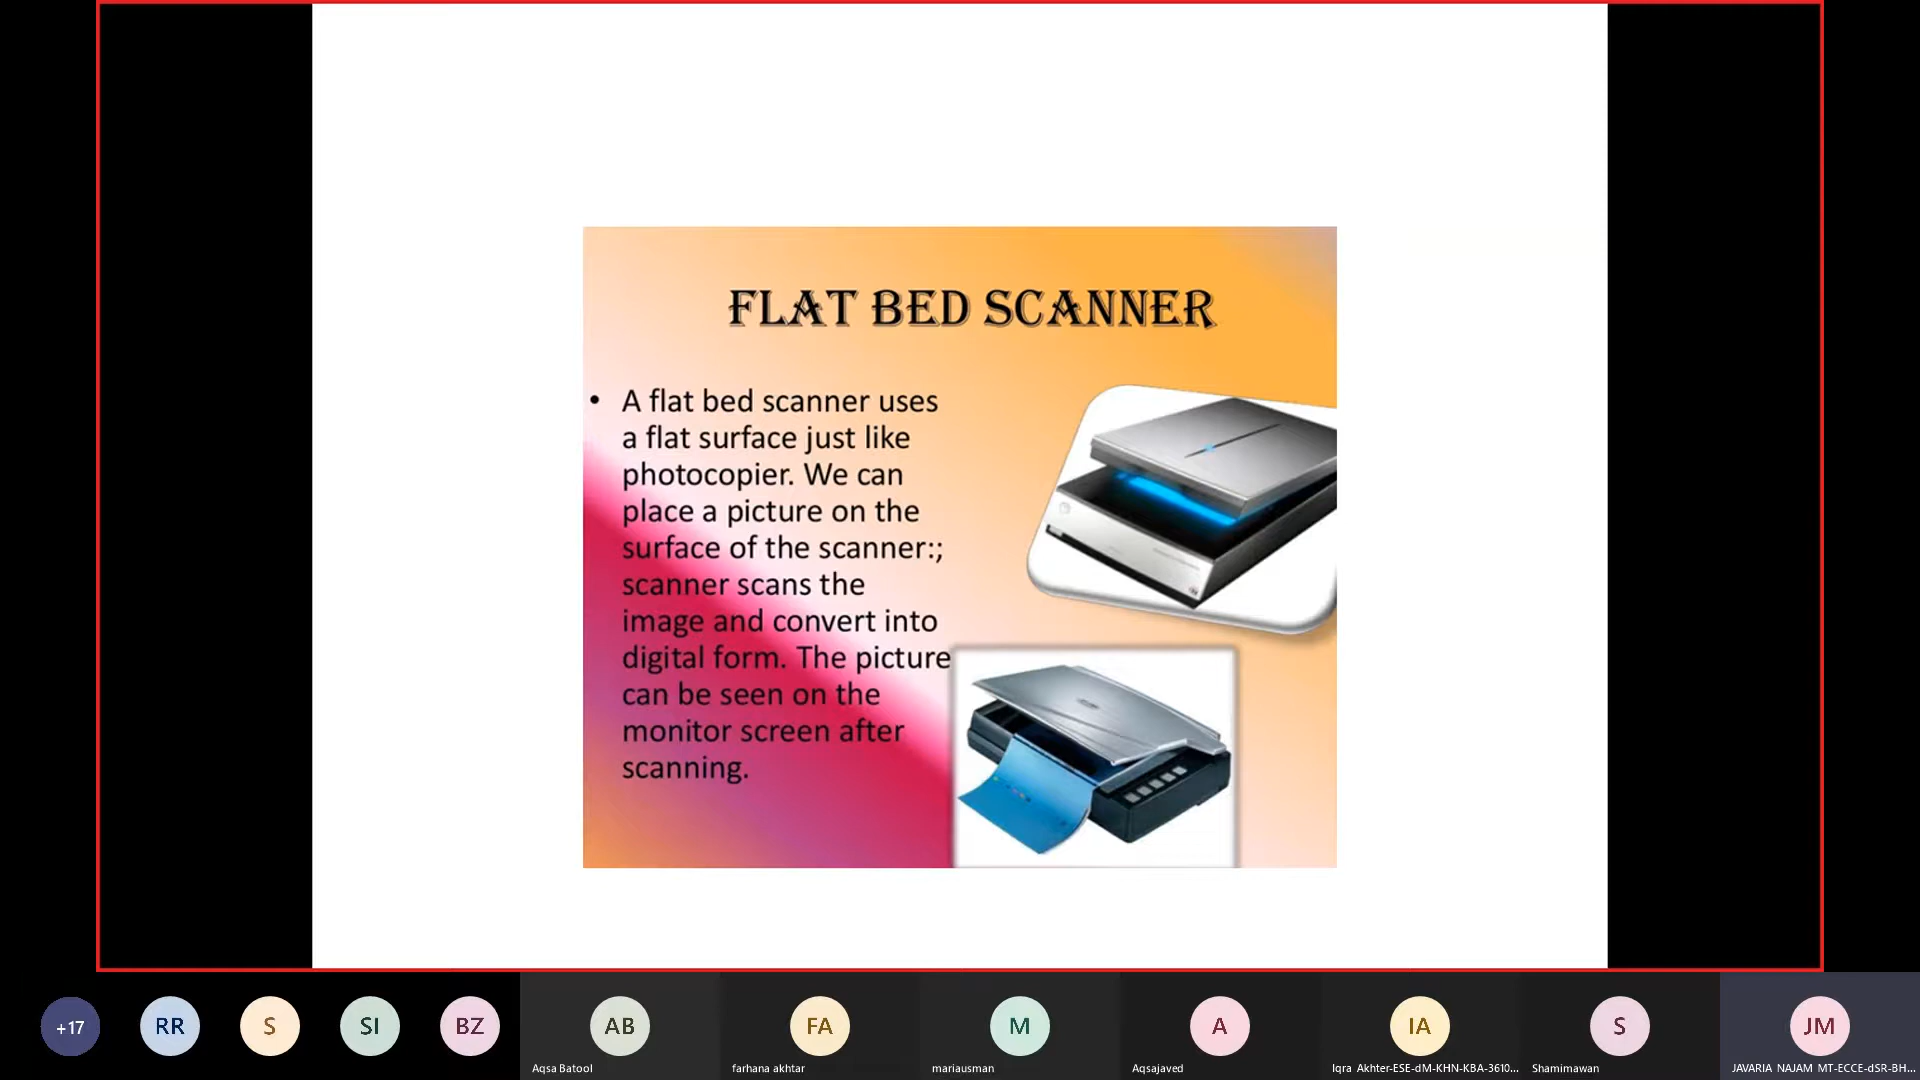 FLAT BED SCANNER
• A flat bed scanner uses
a flat surface just like
photocopier. We can
place a picture on the
surface of the scanner:;
scanner scans the
image and convert into
digital form. The picture
can be seen on the
monitor screen after
scanning.
+17
RR
S
SI
BZ
AB
FA
M
A
IA
S
JM
Aqsa Batool
farhana akhtar
mariausman
Aqsajaved
Iqra Akhter-ESE-dM-KHN-KBA-3610...
Shamimawan
JAVARIA NAJAM MT-ECCE-dSR-BH...